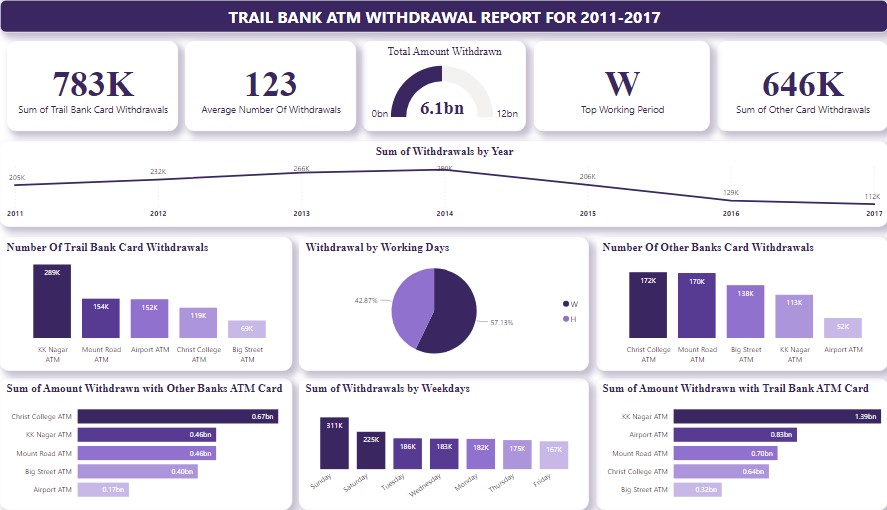 TRAIL BANK ATM WITHDRAWAL REPORT FOR 2011-2017
783K
Sum of Trail Bank Card Withdrawals
123
Average Number Of Withdrawals
Total Amount Withdrawn
0bn
6.1bn
12bn
W
Top Working Period
646K
Sum of Other Card Withdrawals
Sum of Withdrawals by Year
205K
232K
266K
280K
206K
129K
112K
2011
2012
2013
2014
2015
2016
2017
Number Of Trail Bank Card Withdrawals
289K
154K
152K
119K
69K
KK Nagar
ATM
Mount Road
ATM
Airport ATM
Christ College
ATM
Big Street
ATM
Withdrawal by Working Days
42.87%
57.13%
W
H
Number Of Other Banks Card Withdrawals
172K
170K
138K
113K
52K
Christ College
ATM
Mount Road
ATM
Big Street
ATM
KK Nagar
ATM
Airport ATM
Sum of Amount Withdrawn with Other Banks ATM Card
Christ College ATM
0.67bn
KK Nagar ATM
0.46bn
Mount Road ATM
0.46bn
Big Street ATM
0.40bn
Airport ATM
0.17bn
Sum of Withdrawals by Weekdays
311K
225K
186K
183K
182K
175K
167K
Sunday
Saturday
Tuesday
Wednesday
Monday
Thursday
Friday
Sum of Amount Withdrawn with Trail Bank ATM Card
KK Nagar ATM
1.39bn
Airport ATM
0.83bn
Mount Road ATM
0.70bn
Christ College ATM
0.64bn
Big Street ATM
0.32bn